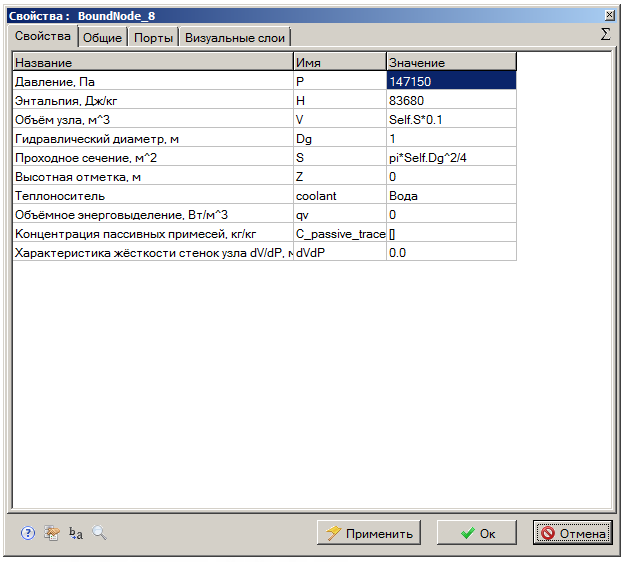 Свойства : BoundNode_8
Свойства Общие Порты Визуальные слои Σ
Название Имя Значение
Давление, Па P 147150
Энтальпия, Дж/кг H 83680
Объём узла, м^3 V Self.S*0.1
Гидравлический диаметр, м Dg 1
Проходное сечение, м^2 S pi*Self.Dg^2/4
Высотная отметка, м Z 0
Теплоноситель coolant Вода
Объёмное энерговыделение, Вт/м^3 qv 0
Концентрация пассивных примесей, кг/кг C_passive_trace []
Характеристика жёсткости стенок узла dV/dP, dVdP 0.0
Применить Ок Отмена